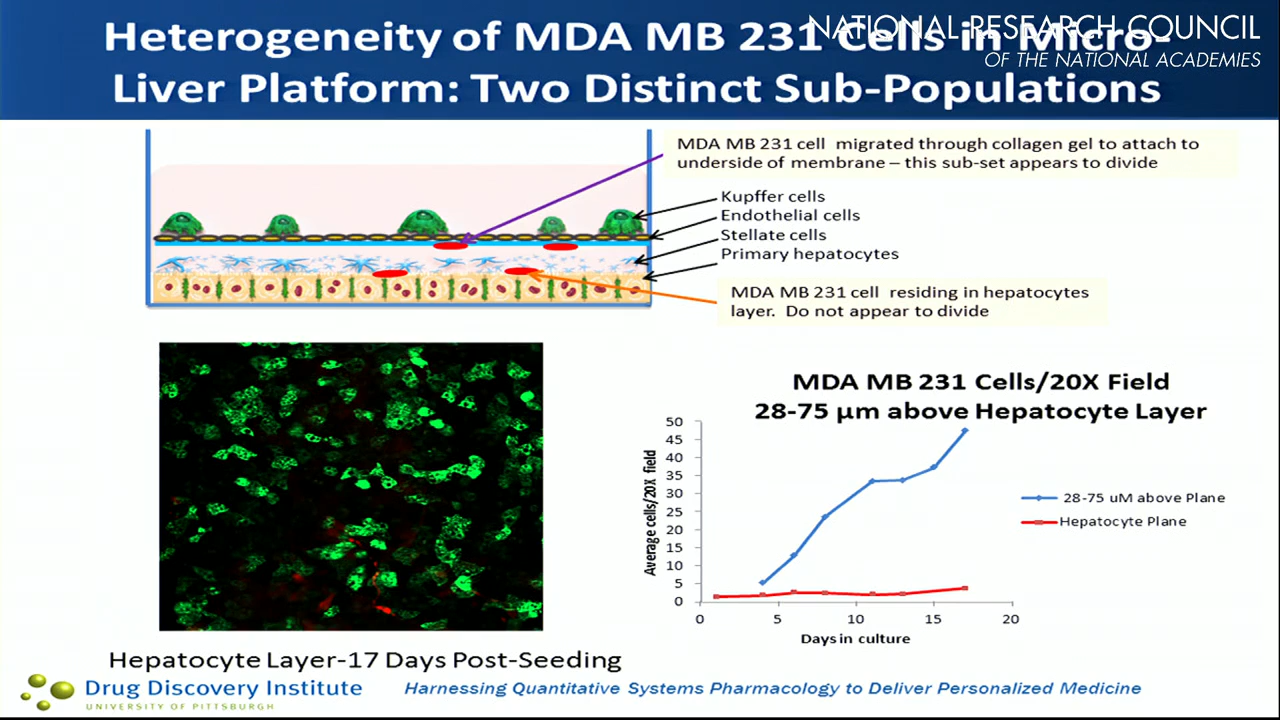 NATIONAL RESEARCH COUNCIL
OF THE NATIONAL ACADEMIES
Heterogeneity of MDA MB 231 Cells in Micro-
Liver Platform: Two Distinct Sub-Populations
MDA MB 231 cell migrated through collagen gel to attach to
underside of membrane – this sub-set appears to divide
Kupffer cells
Endothelial cells
Stellate cells
Primary hepatocytes
MDA MB 231 cell residing in hepatocytes
layer. Do not appear to divide
MDA MB 231 Cells/20X Field
28-75 µm above Hepatocyte Layer
Average cells/20X field
50
45
40
35
30
25
20
15
10
5
0
0 5 10 15 20
Days in culture
28-75 uM above Plane
Hepatocyte Plane
Hepatocyte Layer-17 Days Post-Seeding
Drug Discovery Institute
UNIVERSITY OF PITTSBURGH
Harnessing Quantitative Systems Pharmacology to Deliver Personalized Medicine